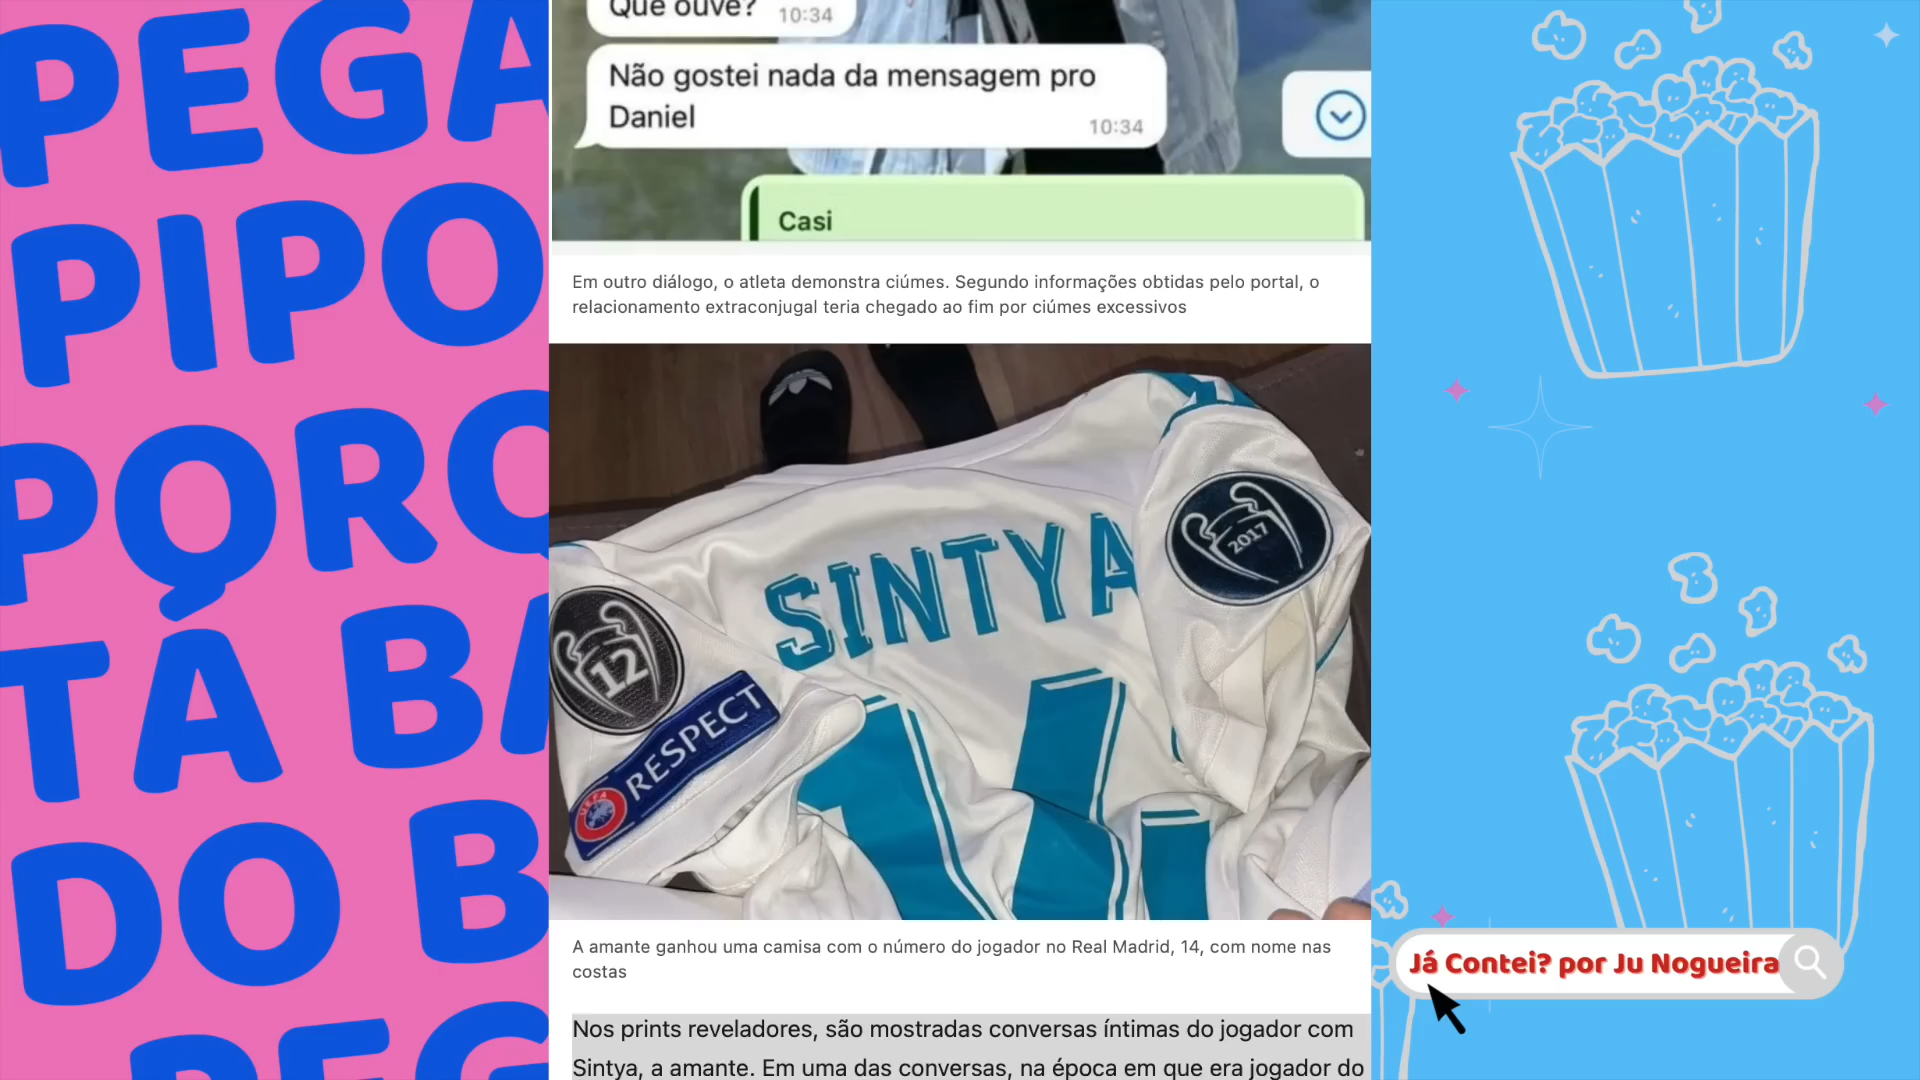 PEGA
PIPO
PORQ
TÁ BA
DO B
PEG
Que ouve? 10:34
Não gostei nada da mensagem pro
Daniel
10:34
Casi
Em outro diálogo, o atleta demonstra ciúmes. Segundo informações obtidas pelo portal, o
relacionamento extraconjugal teria chegado ao fim por ciúmes excessivos
SINTYA
14
2017
12
RESPECT
UEFA
A amante ganhou uma camisa com o número do jogador no Real Madrid, 14, com nome nas
costas
Já Contei? por Ju Nogueira
Nos prints reveladores, são mostradas conversas íntimas do jogador com
Sintya, a amante. Em uma das conversas, na época em que era jogador do